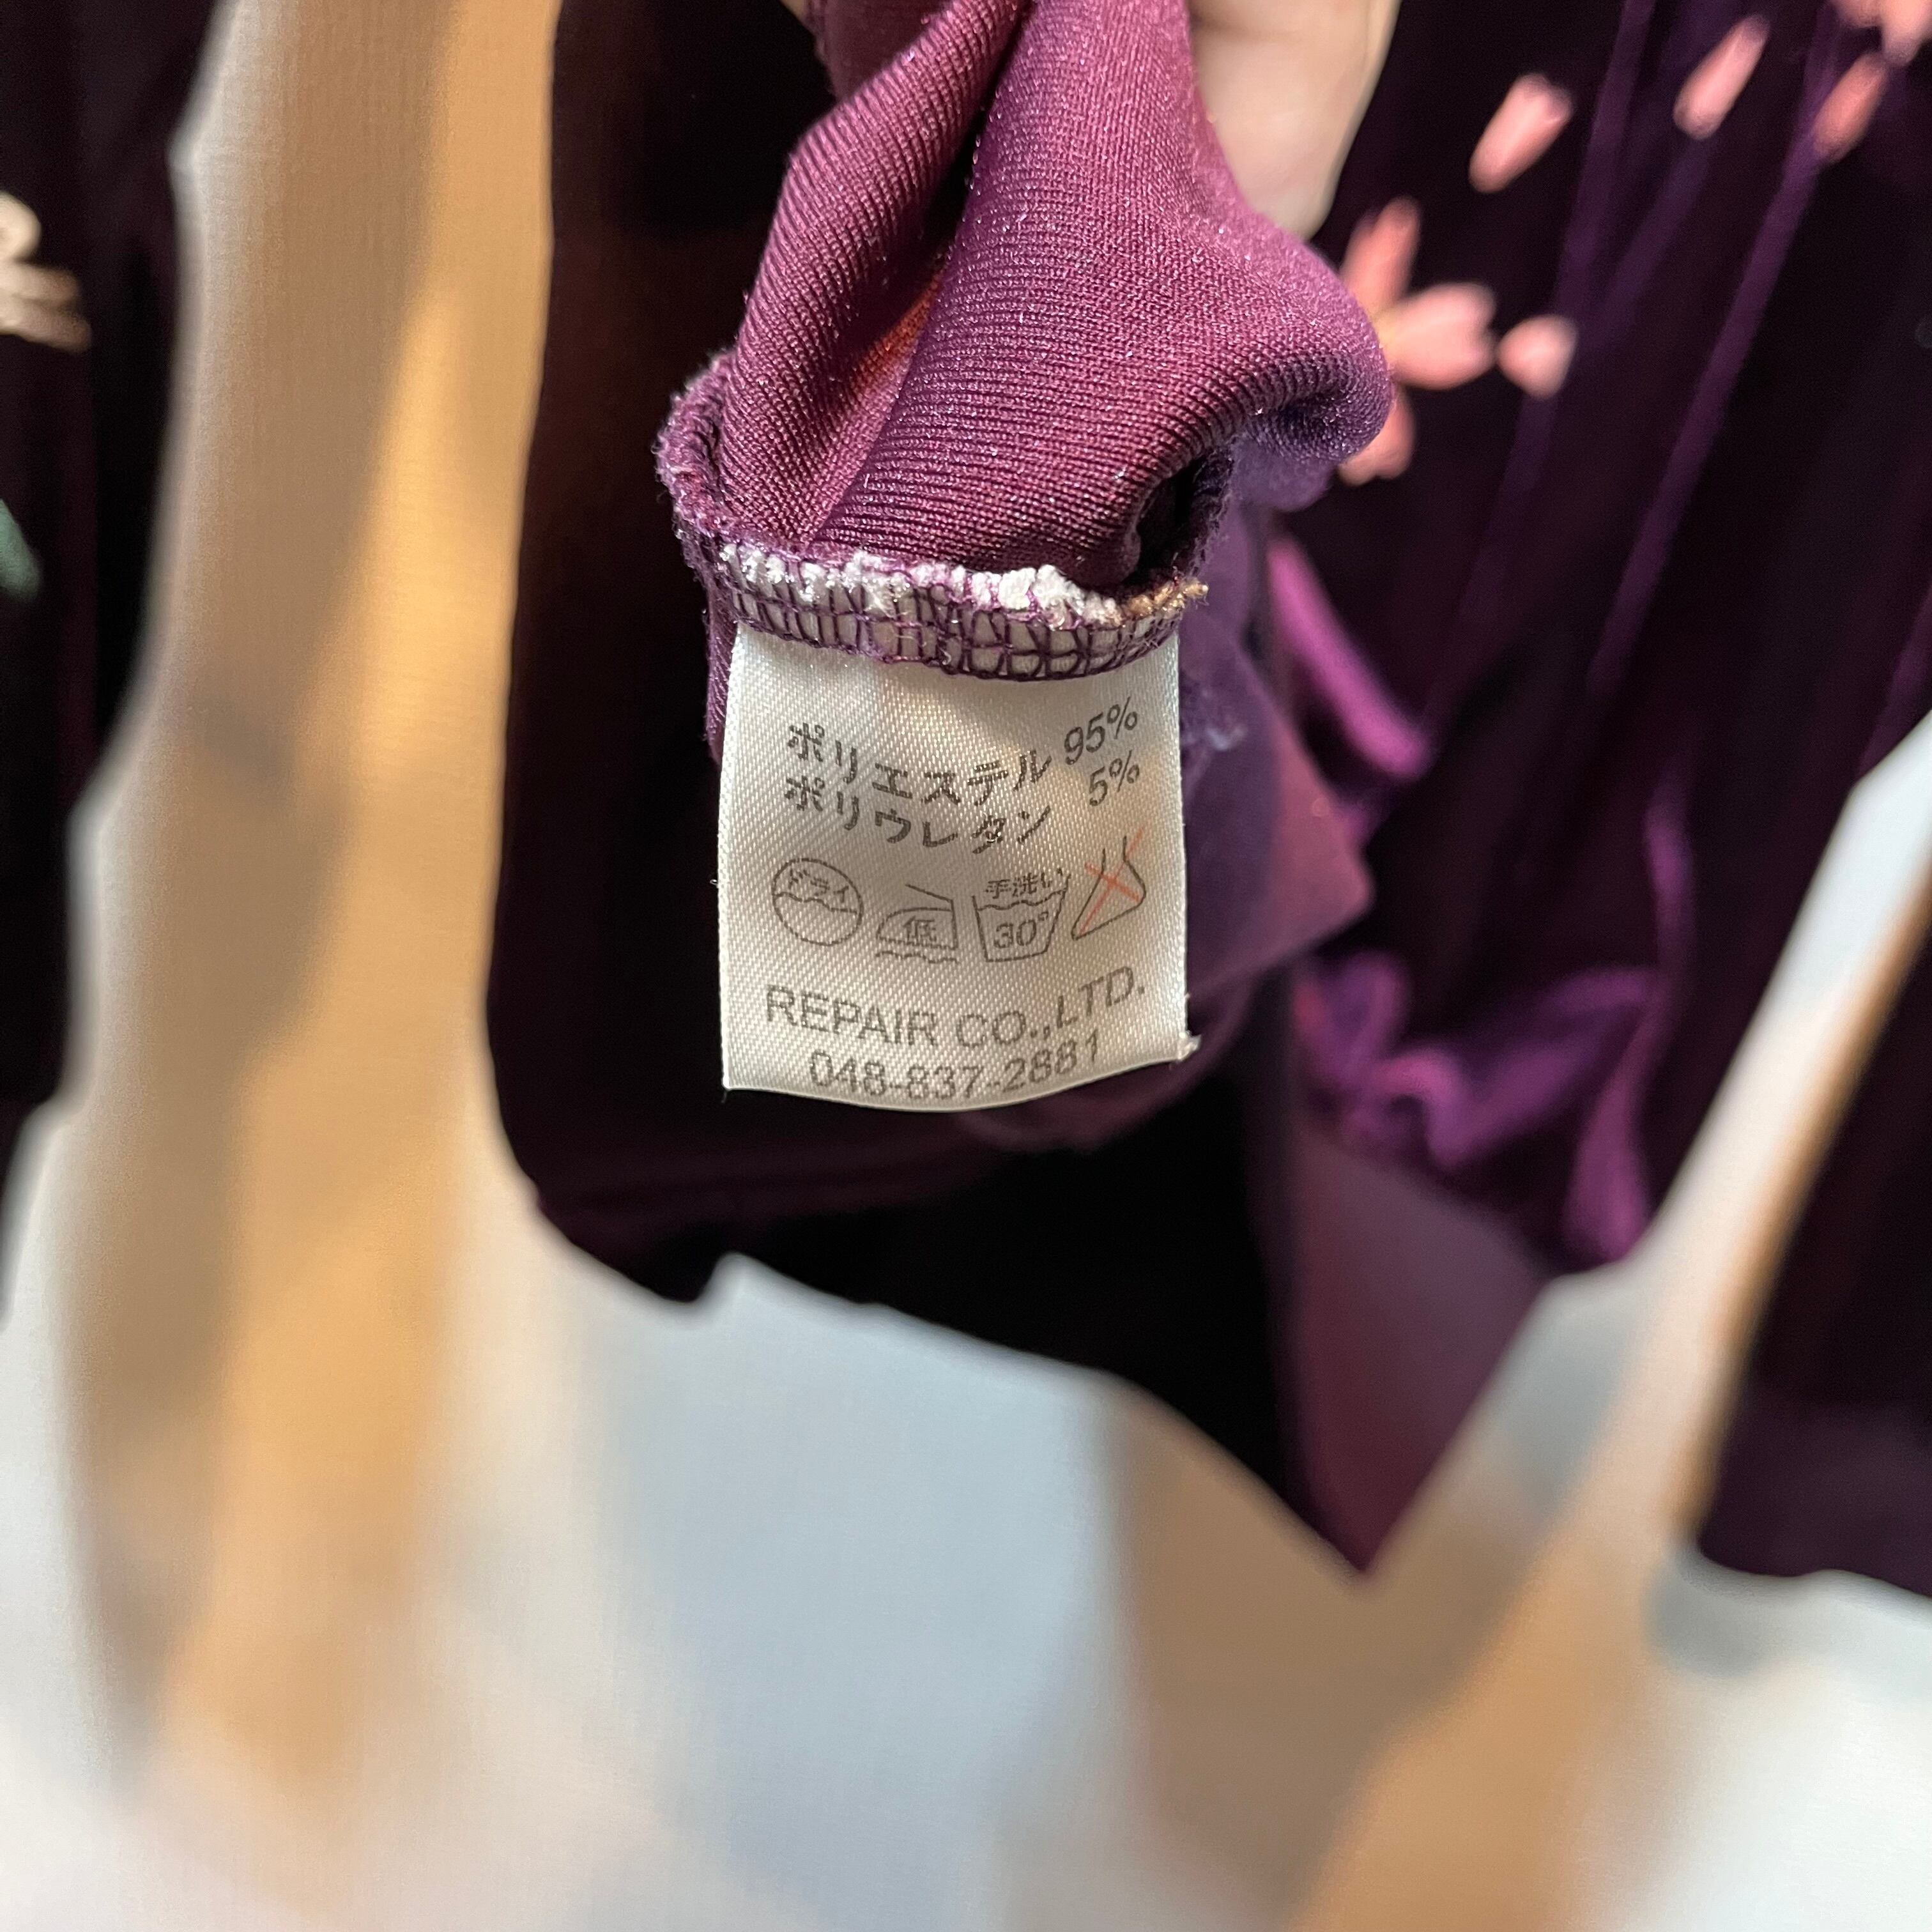 ポリエステル 95%
ポリウレタン 5%
ドライ 低 手洗い 30°
REPAIR CO.,LTD.
048-837-2881